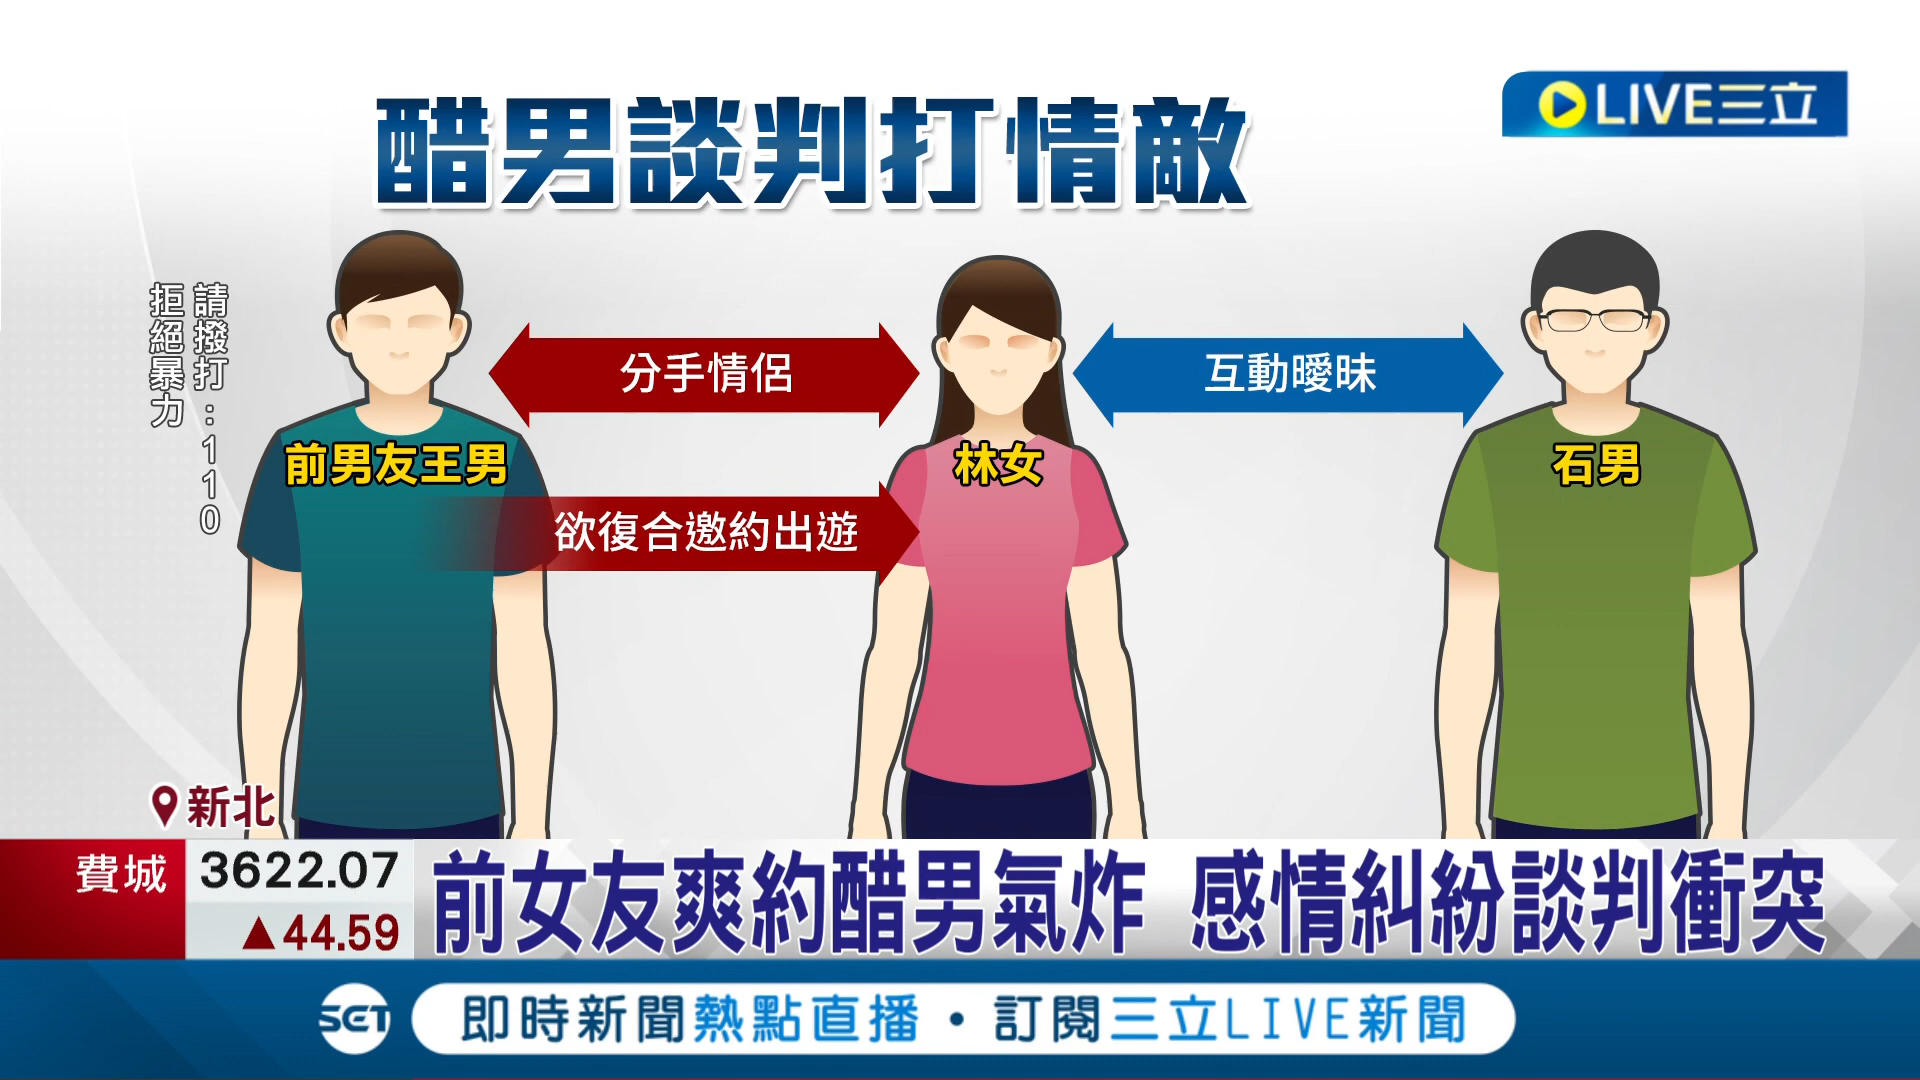 醋男談判打情敵
LIVE三立
請撥打：110
拒絕暴力
分手情侶
互動曖昧
前男友王男
林女
石男
欲復合邀約出遊
新北
費城
3622.07
▲44.59
前女友爽約醋男氣炸 感情糾紛談判衝突
SET
即時新聞熱點直播・訂閱三立LIVE新聞